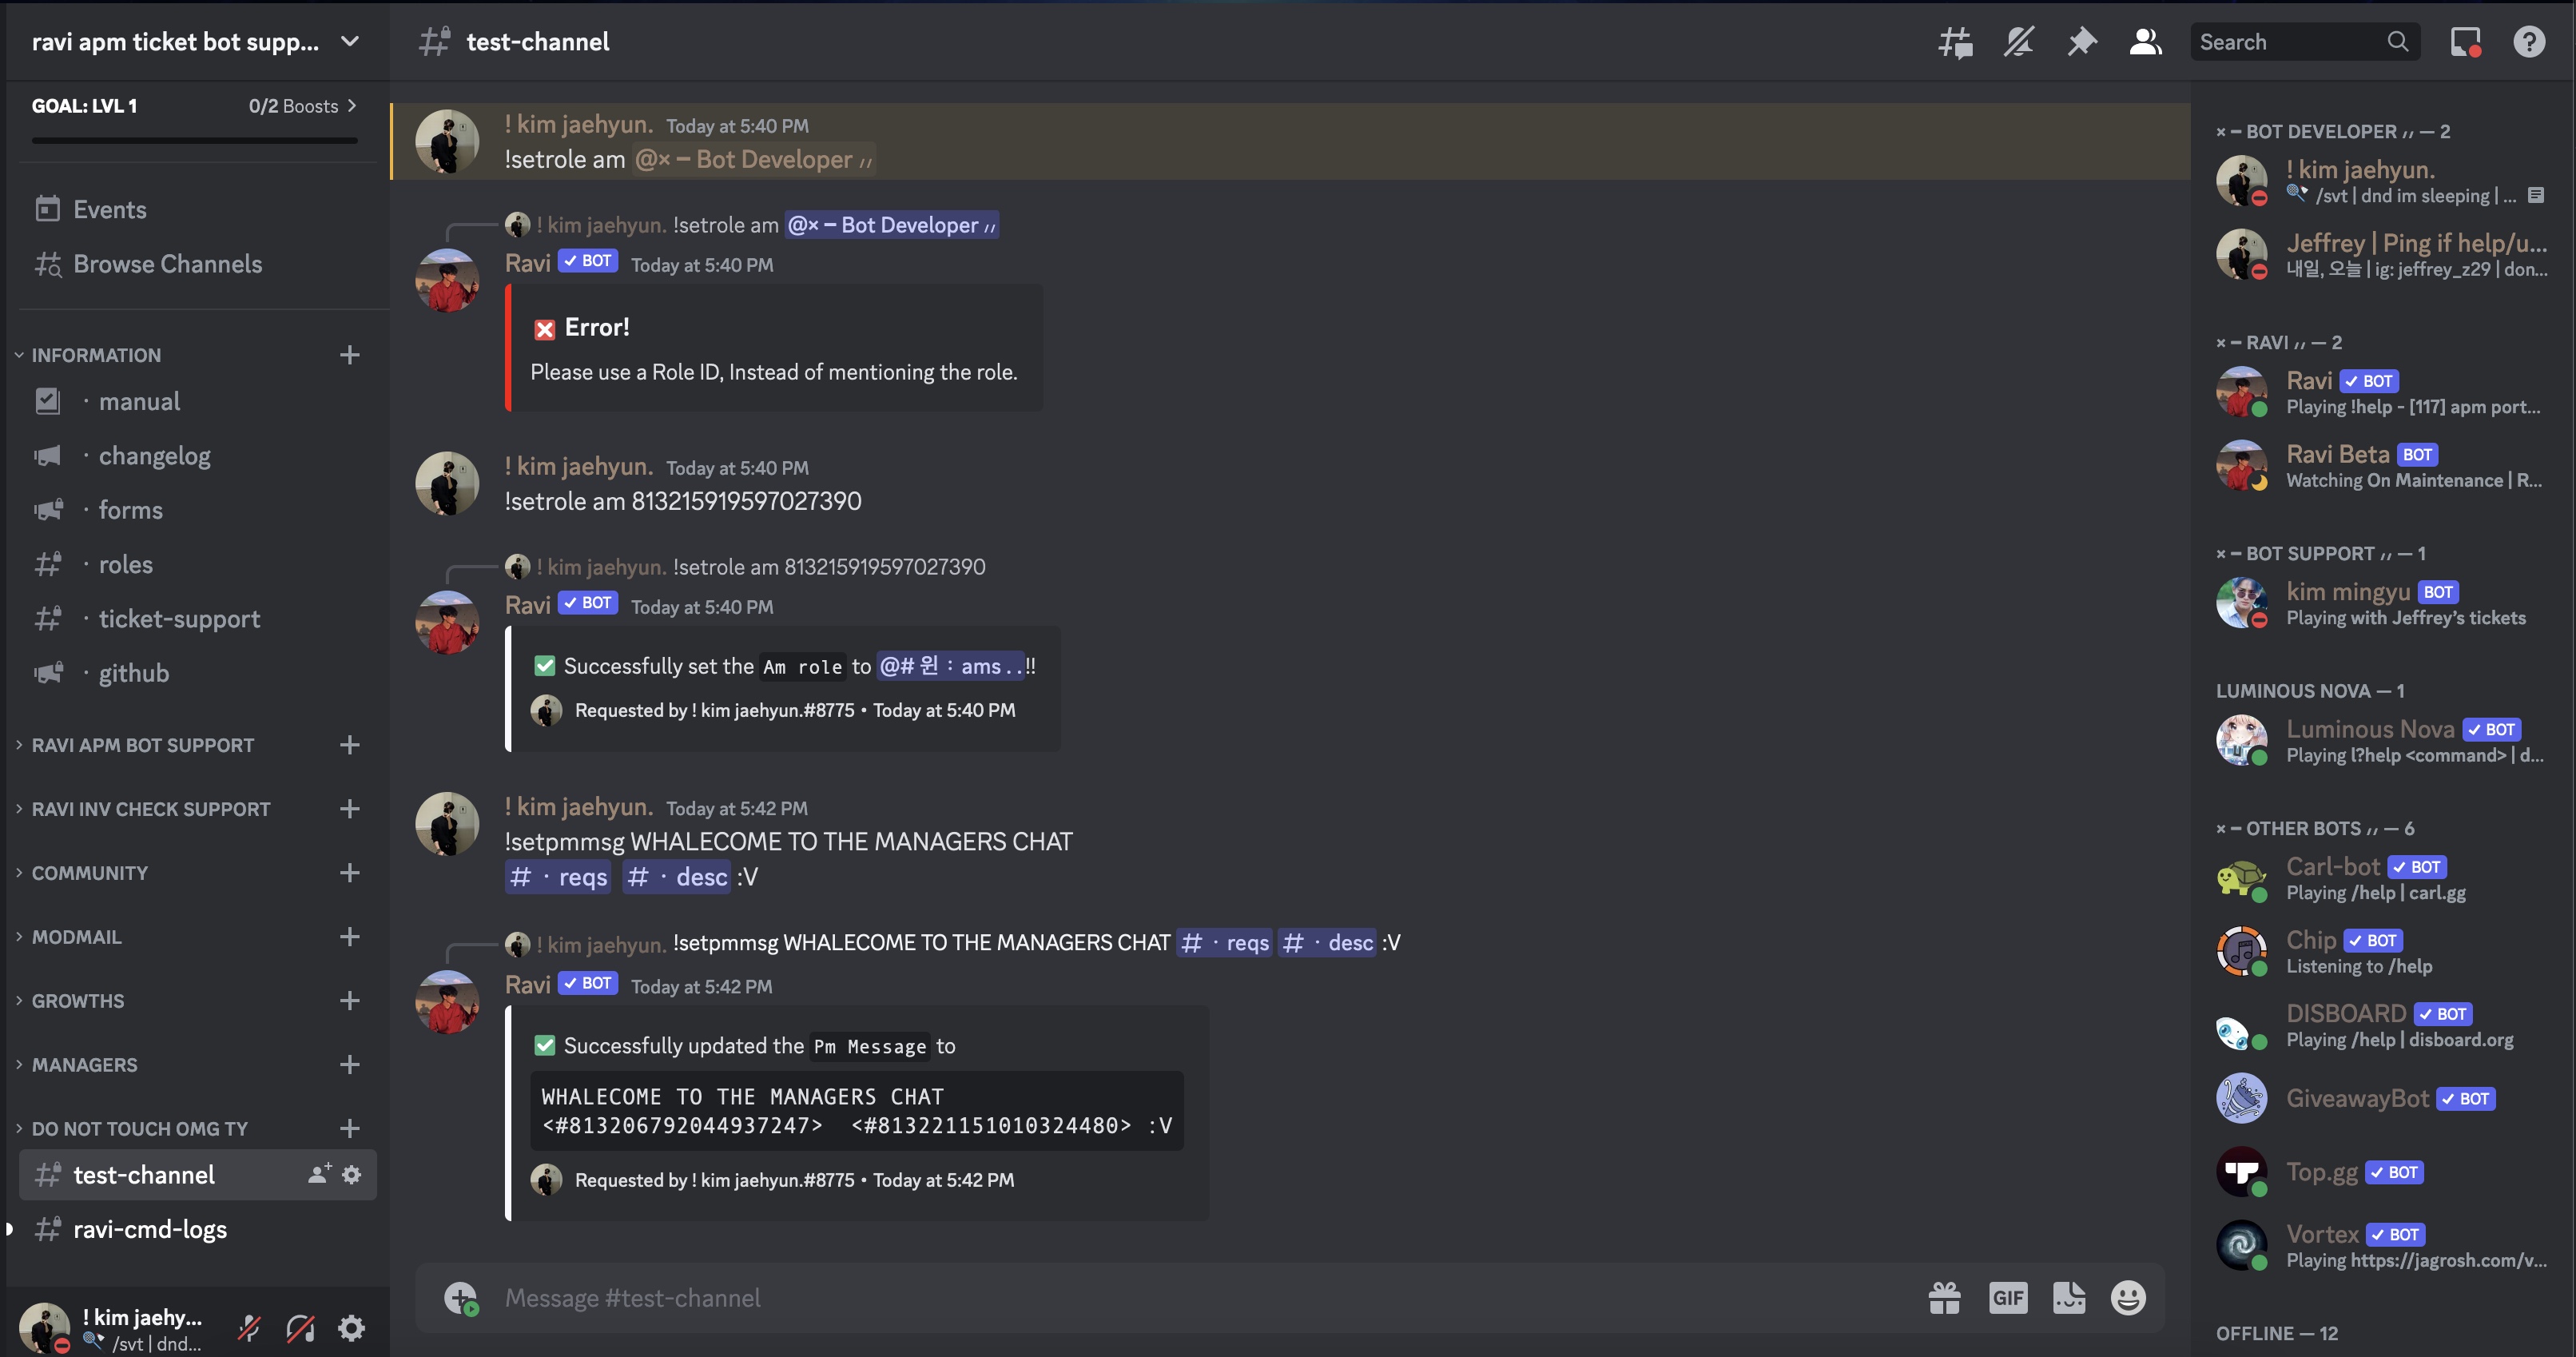 ravi apm ticket bot supp...
GOAL: LVL 1
0/2 Boosts
Events
Browse Channels
INFORMATION
· manual
· changelog
· forms
· roles
· ticket-support
· github
RAVI APM BOT SUPPORT
RAVI INV CHECK SUPPORT
COMMUNITY
MODMAIL
GROWTHS
MANAGERS
DO NOT TOUCH OMG TY
test-channel
ravi-cmd-logs
! kim jaehy...
/svt | dnd...
test-channel
Search
! kim jaehyun. Today at 5:40 PM
!setrole am @× ━ Bot Developer 〃
! kim jaehyun. !setrole am @× ━ Bot Developer 〃
Ravi BOT Today at 5:40 PM
Error!
Please use a Role ID, Instead of mentioning the role.
! kim jaehyun. Today at 5:40 PM
!setrole am 813215919597027390
! kim jaehyun. !setrole am 813215919597027390
Ravi BOT Today at 5:40 PM
Successfully set the Am role to @# 윈 : ams . . !!
Requested by ! kim jaehyun.#8775 • Today at 5:40 PM
! kim jaehyun. Today at 5:42 PM
!setpmmsg WHALECOME TO THE MANAGERS CHAT
# · reqs # · desc :V
! kim jaehyun. !setpmmsg WHALECOME TO THE MANAGERS CHAT # · reqs # · desc :V
Ravi BOT Today at 5:42 PM
Successfully updated the Pm Message to
WHALECOME TO THE MANAGERS CHAT
<#813206792044937247> <#813221151010324480> :V
Requested by ! kim jaehyun.#8775 • Today at 5:42 PM
Message #test-channel
GIF
× ━ BOT DEVELOPER 〃 — 2
! kim jaehyun.
/svt | dnd im sleeping | ...
Jeffrey | Ping if help/u...
내일, 오늘 | ig: jeffrey_z29 | don...
× ━ RAVI 〃 — 2
Ravi BOT
Playing !help - [117] apm port...
Ravi Beta BOT
Watching On Maintenance | R...
× ━ BOT SUPPORT 〃 — 1
kim mingyu BOT
Playing with Jeffrey's tickets
LUMINOUS NOVA — 1
Luminous Nova BOT
Playing l?help <command> | d...
× ━ OTHER BOTS 〃 — 6
Carl-bot BOT
Playing /help | carl.gg
Chip BOT
Listening to /help
DISBOARD BOT
Playing /help | disboard.org
GiveawayBot BOT
Top.gg BOT
Vortex BOT
Playing https://jagrosh.com/v...
OFFLINE — 12